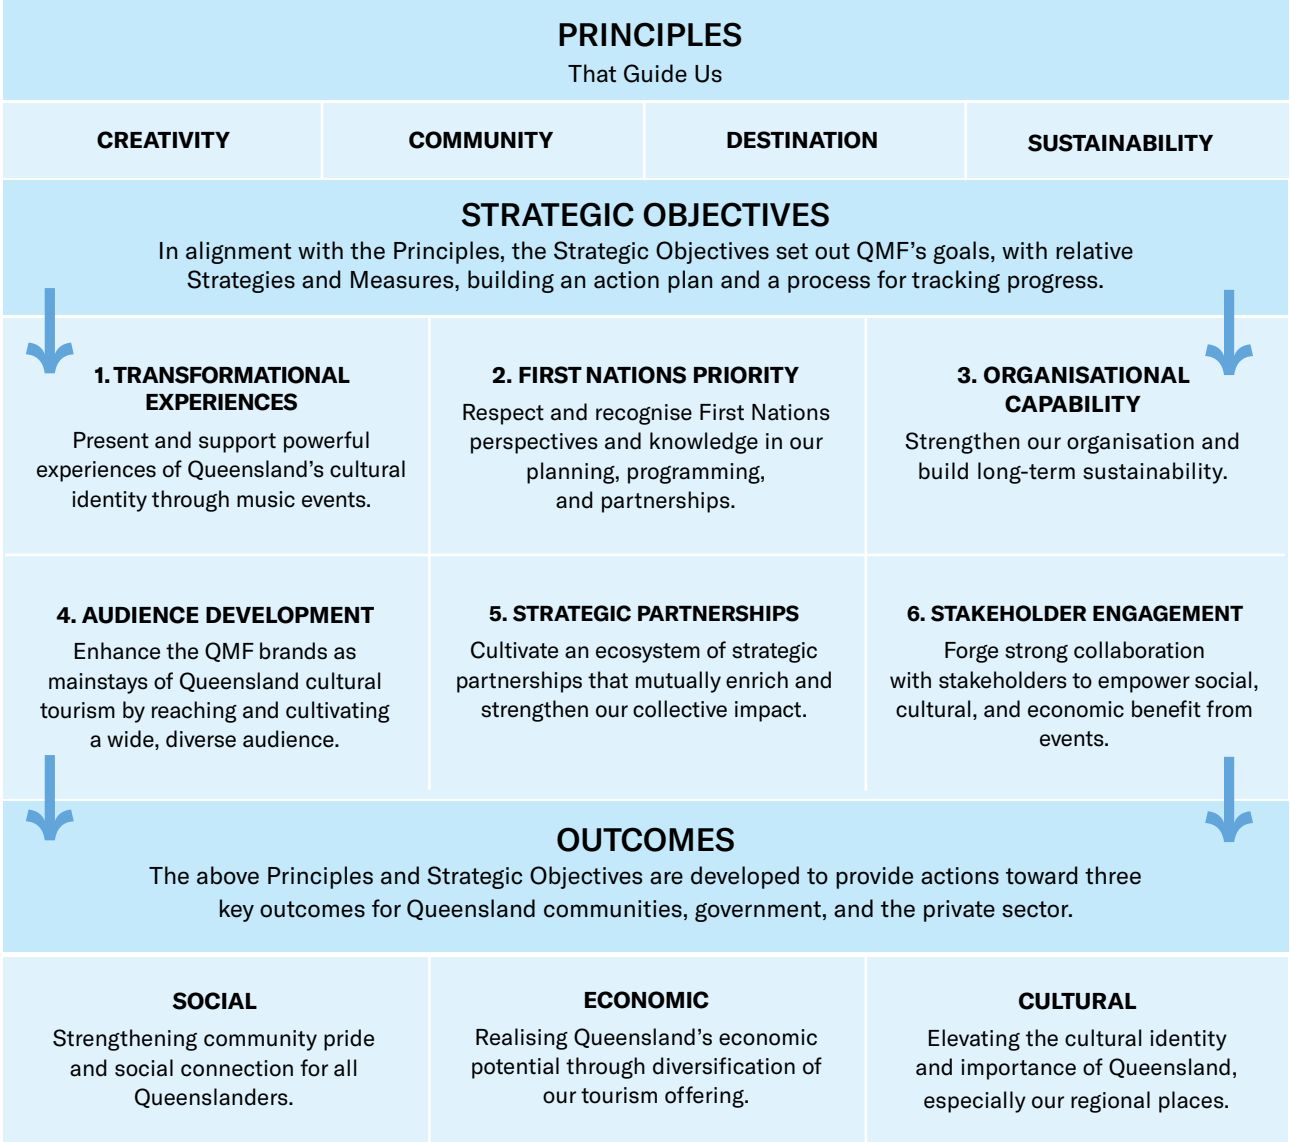 PRINCIPLES
That Guide Us
CREATIVITY
COMMUNITY
DESTINATION
SUSTAINABILITY
STRATEGIC OBJECTIVES
In alignment with the Principles, the Strategic Objectives set out QMF’s goals, with relative
Strategies and Measures, building an action plan and a process for tracking progress.
1. TRANSFORMATIONAL
EXPERIENCES
Present and support powerful
experiences of Queensland’s cultural
identity through music events.
2. FIRST NATIONS PRIORITY
Respect and recognise First Nations
perspectives and knowledge in our
planning, programming,
and partnerships.
3. ORGANISATIONAL
CAPABILITY
Strengthen our organisation and
build long-term sustainability.
4. AUDIENCE DEVELOPMENT
Enhance the QMF brands as
mainstays of Queensland cultural
tourism by reaching and cultivating
a wide, diverse audience.
5. STRATEGIC PARTNERSHIPS
Cultivate an ecosystem of strategic
partnerships that mutually enrich and
strengthen our collective impact.
6. STAKEHOLDER ENGAGEMENT
Forge strong collaboration
with stakeholders to empower social,
cultural, and economic benefit from
events.
OUTCOMES
The above Principles and Strategic Objectives are developed to provide actions toward three
key outcomes for Queensland communities, government, and the private sector.
SOCIAL
Strengthening community pride
and social connection for all
Queenslanders.
ECONOMIC
Realising Queensland’s economic
potential through diversification of
our tourism offering.
CULTURAL
Elevating the cultural identity
and importance of Queensland,
especially our regional places.